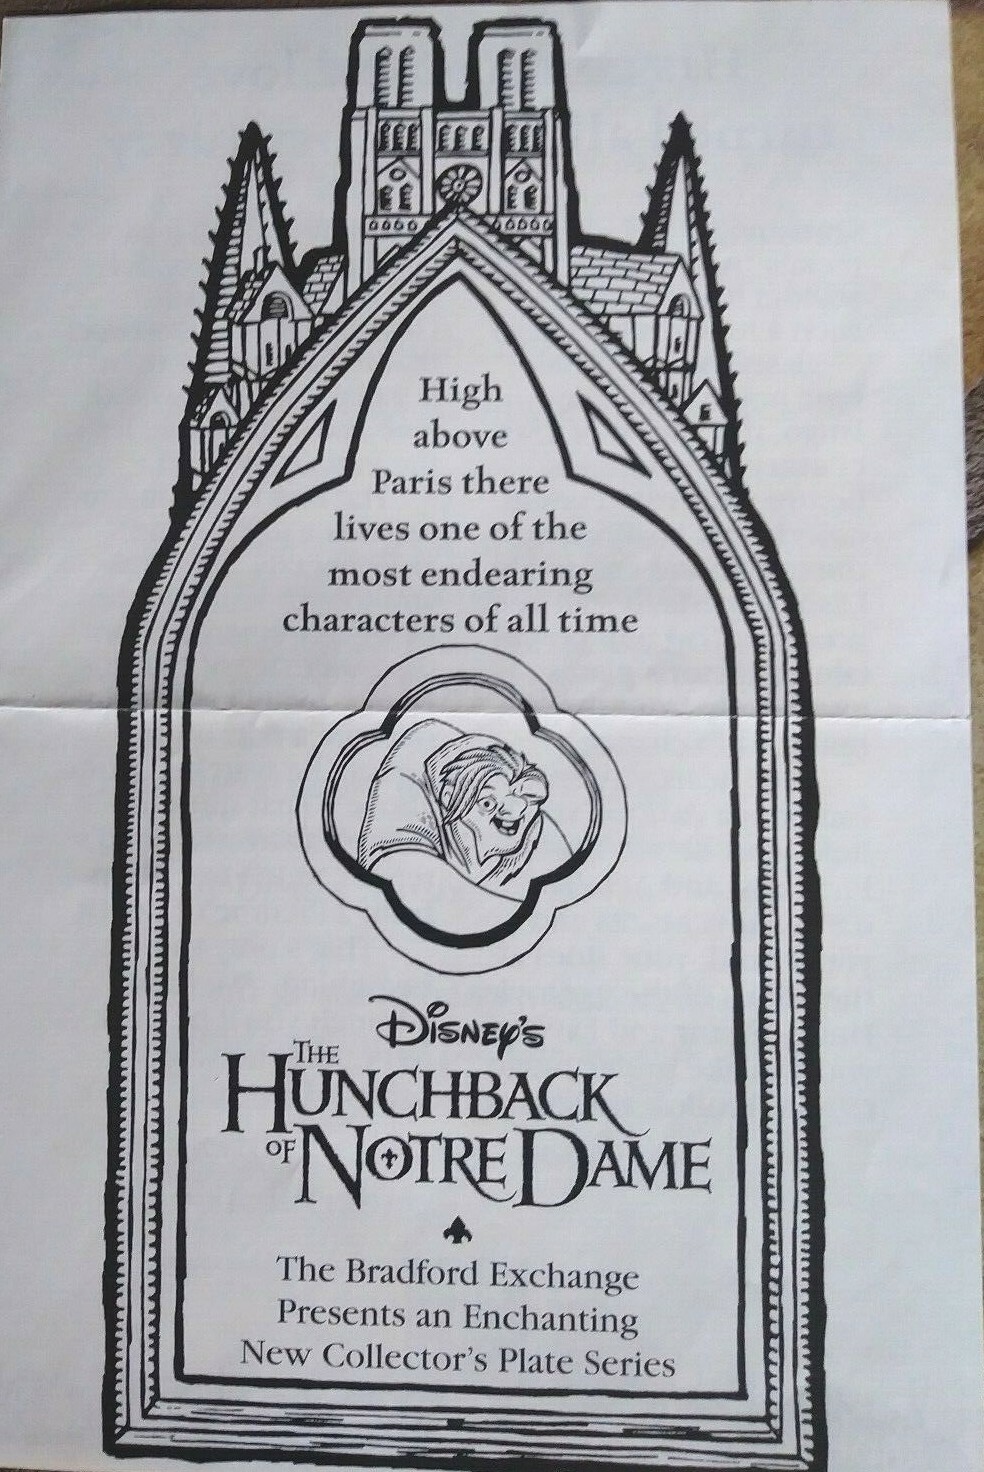 High
above
Paris there
lives one of the
most endearing
characters of all time
Disney's
THE
HUNCHBACK
OF NOTRE DAME
The Bradford Exchange
Presents an Enchanting
New Collector's Plate Series